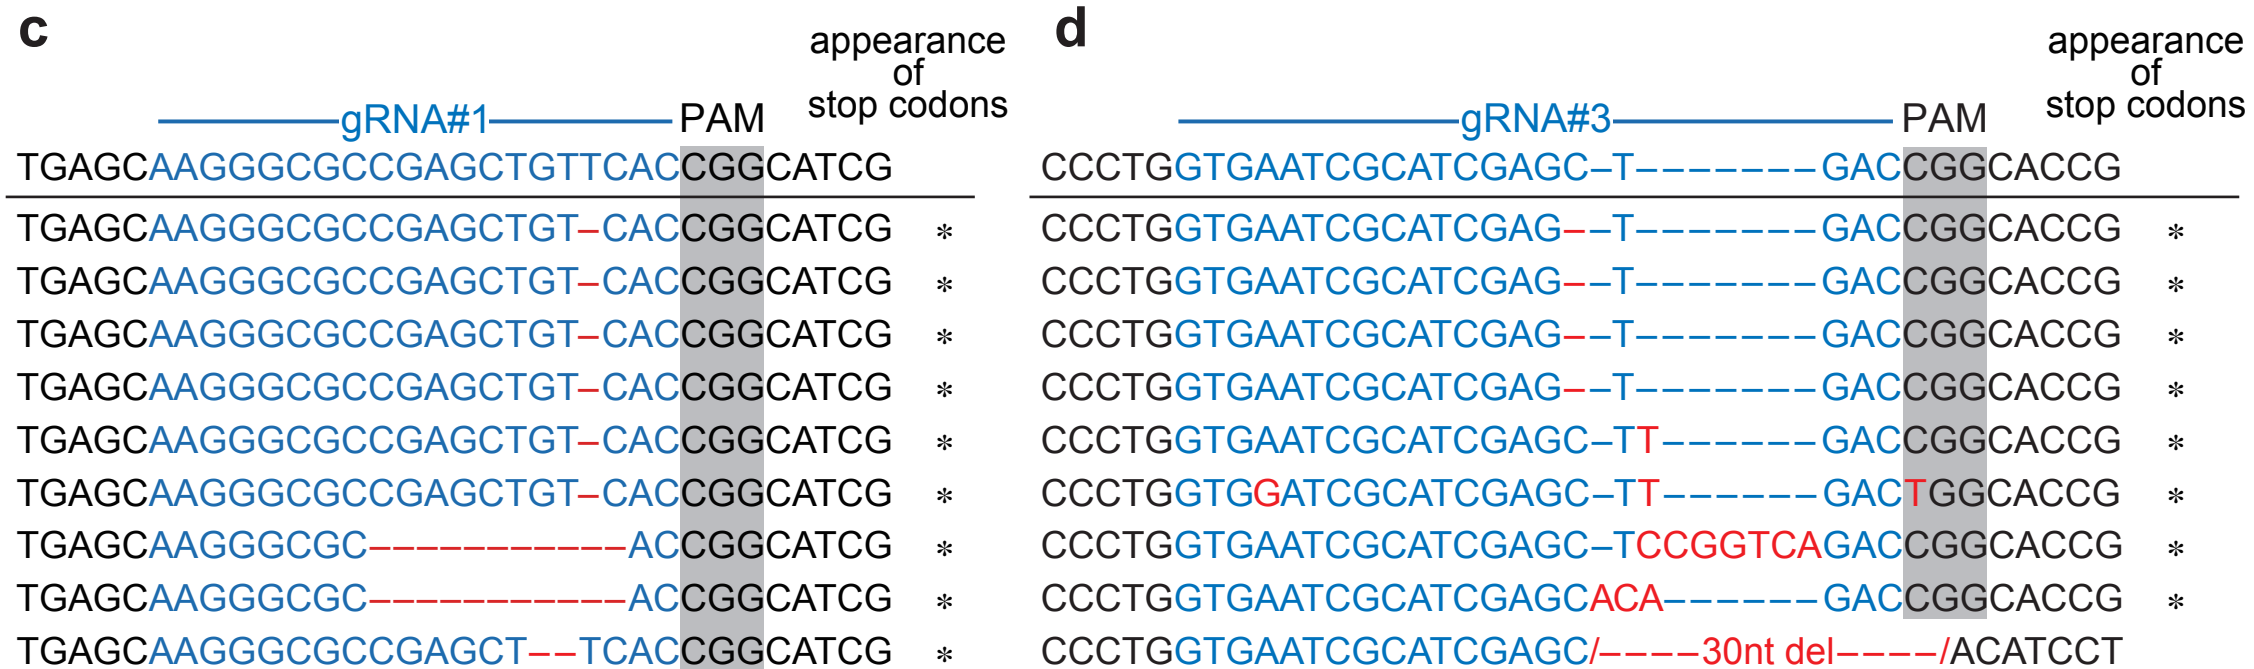 c
appearance
of
stop codons
gRNA#1 PAM
TGAGCAAGGGCGCCGAGCTGTTCACCGGCATCG
TGAGCAAGGGCGCCGAGCTGT–CACCGGCATCG *
TGAGCAAGGGCGCCGAGCTGT–CACCGGCATCG *
TGAGCAAGGGCGCCGAGCTGT–CACCGGCATCG *
TGAGCAAGGGCGCCGAGCTGT–CACCGGCATCG *
TGAGCAAGGGCGCCGAGCTGT–CACCGGCATCG *
TGAGCAAGGGCGCCGAGCTGT–CACCGGCATCG *
TGAGCAAGGGCGC–––––––––––ACCGGCATCG *
TGAGCAAGGGCGC–––––––––––ACCGGCATCG *
TGAGCAAGGGCGCCGAGCT––TCACCGGCATCG *
d
appearance
of
stop codons
gRNA#3 PAM
CCCTGGTGAATCGCATCGAGC–T–––––––GACCGGCACCG
CCCTGGTGAATCGCATCGAG––T–––––––GACCGGCACCG *
CCCTGGTGAATCGCATCGAG––T–––––––GACCGGCACCG *
CCCTGGTGAATCGCATCGAG––T–––––––GACCGGCACCG *
CCCTGGTGAATCGCATCGAG––T–––––––GACCGGCACCG *
CCCTGGTGAATCGCATCGAGC–TT––––––GACCGGCACCG *
CCCTGGTGGATCGCATCGAGC–TT––––––GACTGGCACCG *
CCCTGGTGAATCGCATCGAGC–TCCGGTCAGACCGGCACCG *
CCCTGGTGAATCGCATCGAGCACA––––––GACCGGCACCG *
CCCTGGTGAATCGCATCGAGC/––––30nt del––––/ACATCCT